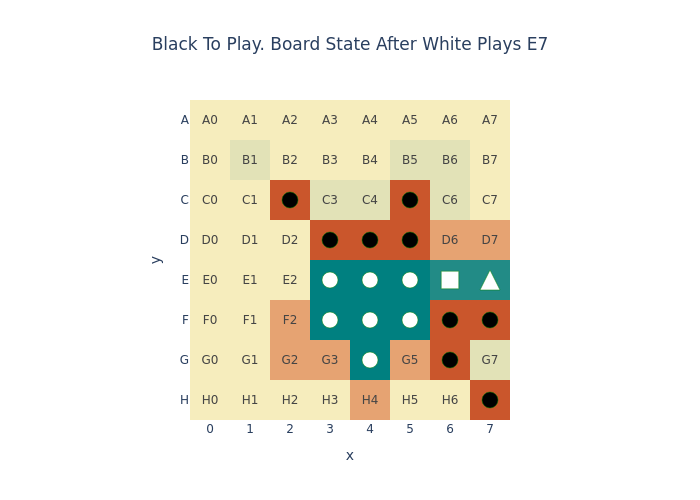 Black To Play. Board State After White Plays E7
A A0 A1 A2 A3 A4 A5 A6 A7
B B0 B1 B2 B3 B4 B5 B6 B7
C C0 C1 C3 C4 C6 C7
D D0 D1 D2 D6 D7
y
E E0 E1 E2
F F0 F1 F2
G G0 G1 G2 G3 G5 G7
H H0 H1 H2 H3 H4 H5 H6
0 1 2 3 4 5 6 7
x